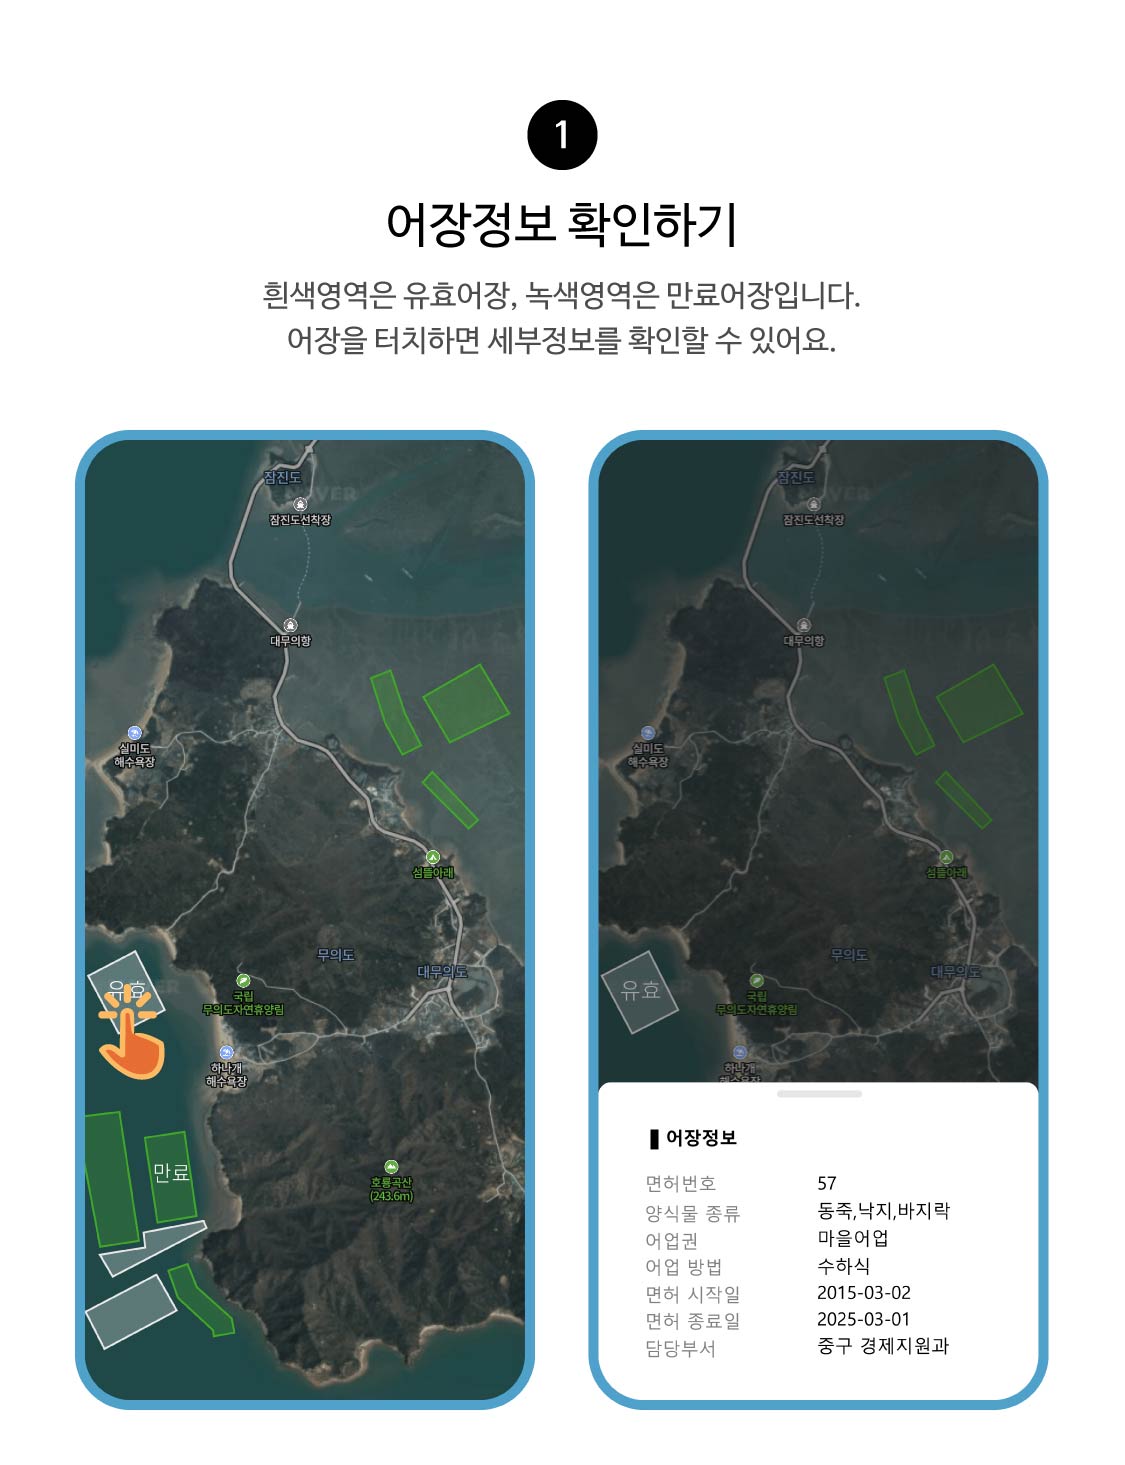 1
어장정보 확인하기
흰색영역은 유효어장, 녹색영역은 만료어장입니다.
어장을 터치하면 세부정보를 확인할 수 있어요.
잠진도
잠진도선착장
대무의항
실미도
해수욕장
섬뜰아래
무의도
대무의도
유효
국립
무의도자연휴양림
하나개
해수욕장
만료
호룡곡산
(243.6m)
잠진도
잠진도선착장
대무의항
실미도
해수욕장
섬뜰아래
무의도
대무의도
유효
국립
무의도자연휴양림
하나개
해수욕장
어장정보
면허번호 57
양식물 종류 동죽,낙지,바지락
어업권 마을어업
어업 방법 수하식
면허 시작일 2015-03-02
면허 종료일 2025-03-01
담당부서 중구 경제지원과